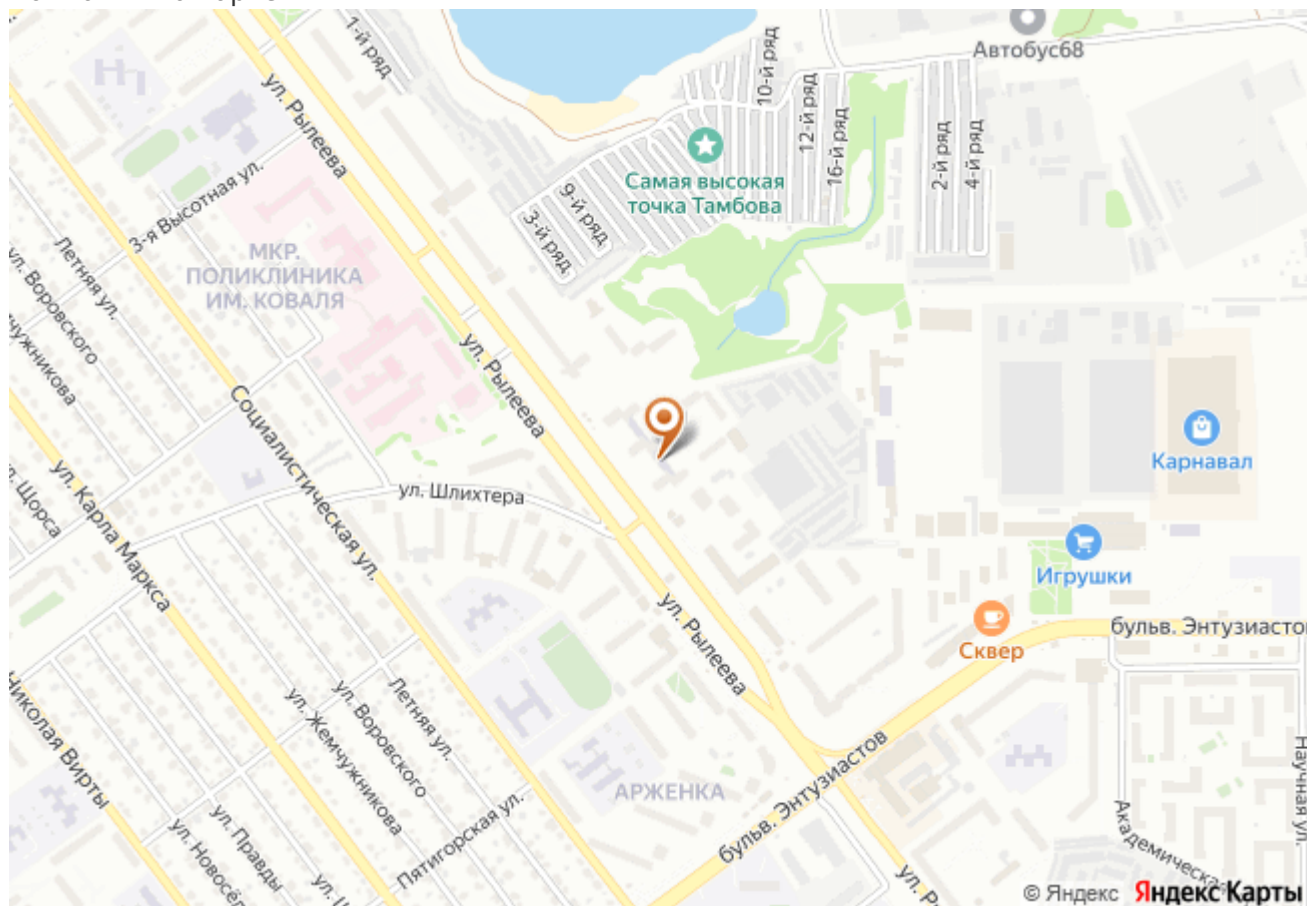 1-й ряд
10-й ряд
Автобус68
12-й ряд
16-й ряд
2-й ряд
4-й ряд
ул. Рылеева
Самая высокая
точка Тамбова
9-й ряд
3-й ряд
3-я Высотная ул.
Летняя ул.
ул. Воровского
МКР.
ПОЛИКЛИНИКА
ИМ. КОВАЛЯ
ул. Рылеева
Социалистическая ул.
Карнавал
ул. Шлихтера
ул. Карла Маркса
Игрушки
ул. Рылеева
Сквер
бульв. Энтузиастов
Летняя ул.
ул. Воровского
ул. Жемчужникова
Николая Вирты
АРЖЕНКА
бульв. Энтузиастов
Пятигорская ул.
ул. Правды
Научная ул.
Академическая
© Яндекс Яндекс Карты